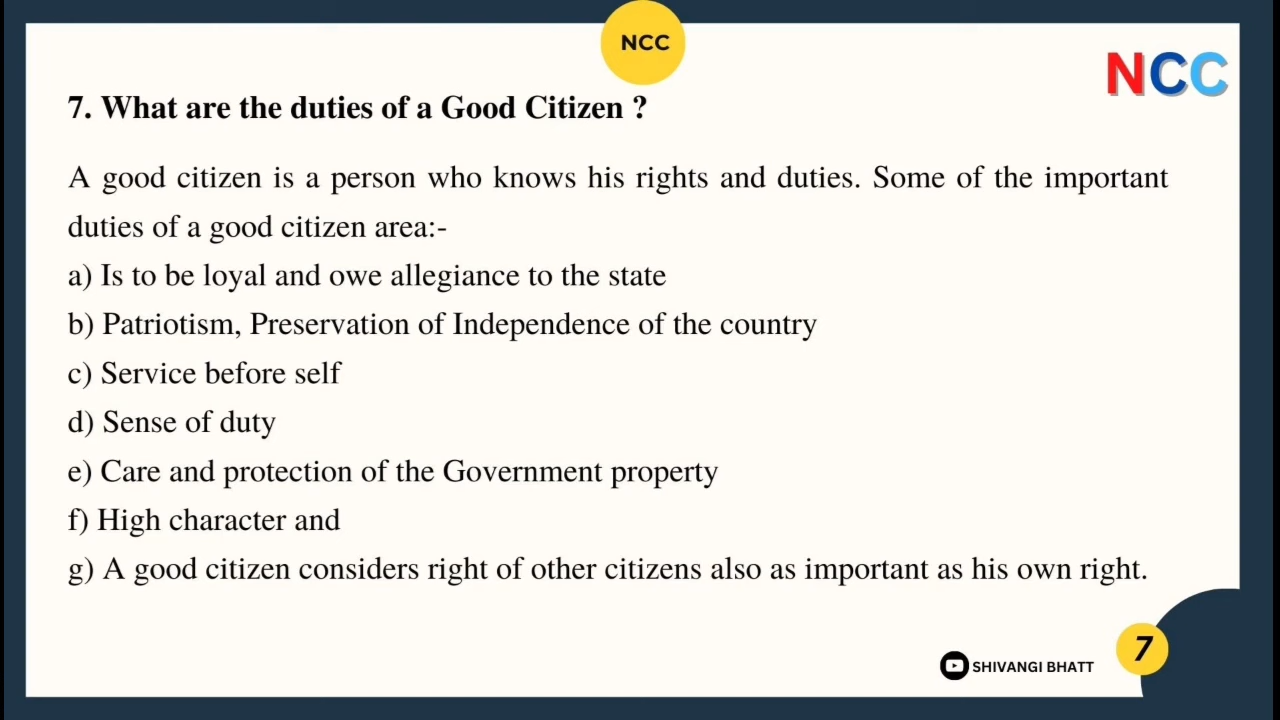 NCC
NCC
7. What are the duties of a Good Citizen ?
A good citizen is a person who knows his rights and duties. Some of the important
duties of a good citizen area:-
a) Is to be loyal and owe allegiance to the state
b) Patriotism, Preservation of Independence of the country
c) Service before self
d) Sense of duty
e) Care and protection of the Government property
f) High character and
g) A good citizen considers right of other citizens also as important as his own right.
7
SHIVANGI BHATT